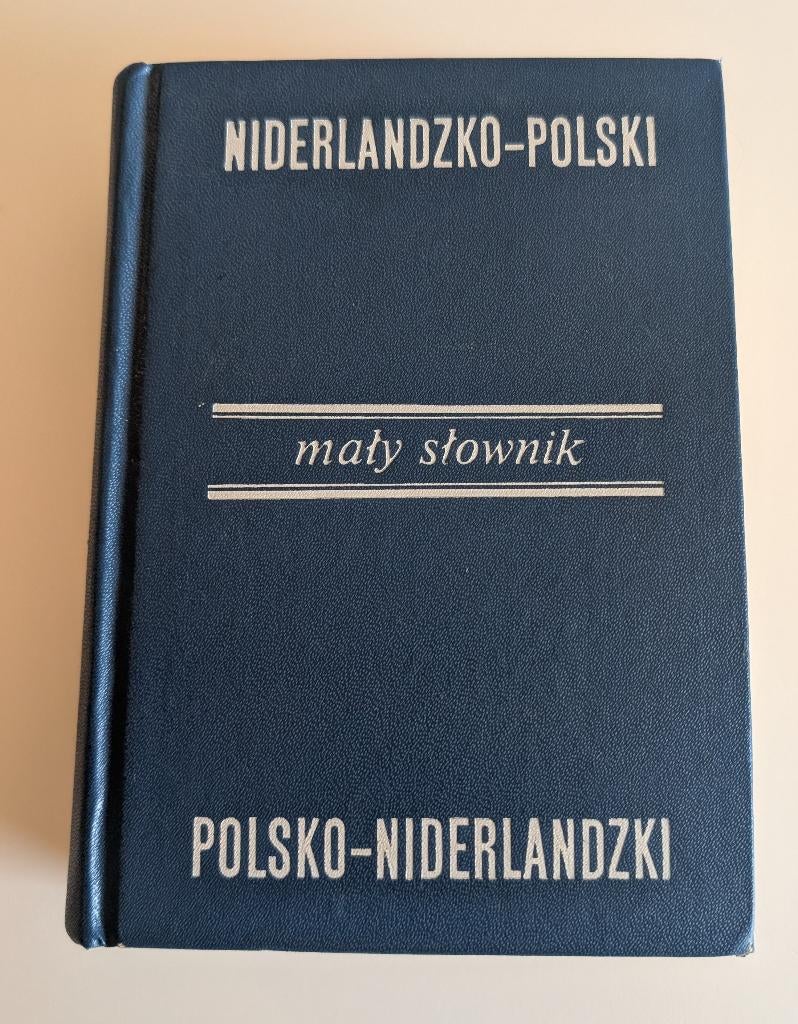 NIDERLANDZKO-POLSKI
mały słownik
POLSKO-NIDERLANDZKI